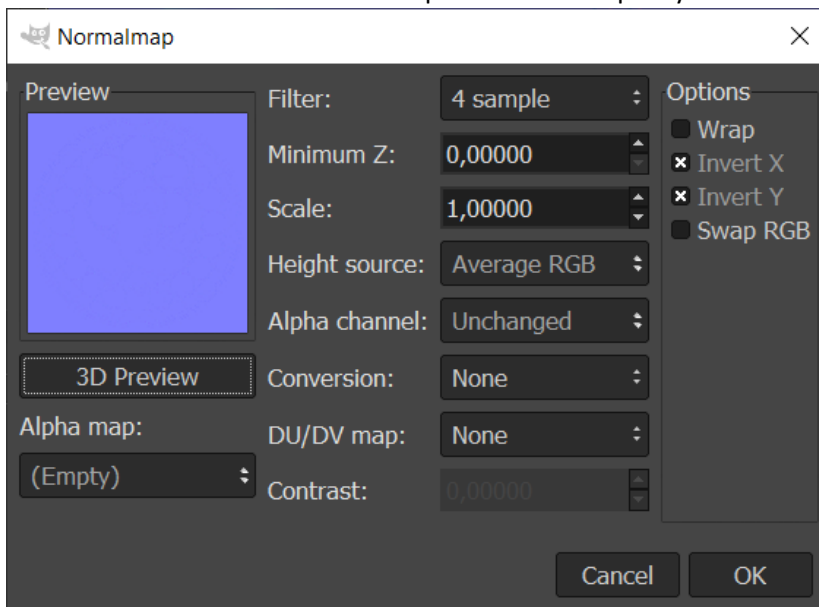 Normalmap
Preview
Filter:
4 sample
Options
Wrap
Minimum Z:
0,00000
Invert X
Invert Y
Scale:
1,00000
Swap RGB
Height source:
Average RGB
Alpha channel:
Unchanged
3D Preview
Conversion:
None
Alpha map:
DU/DV map:
None
(Empty)
Contrast:
0,00000
Cancel
OK